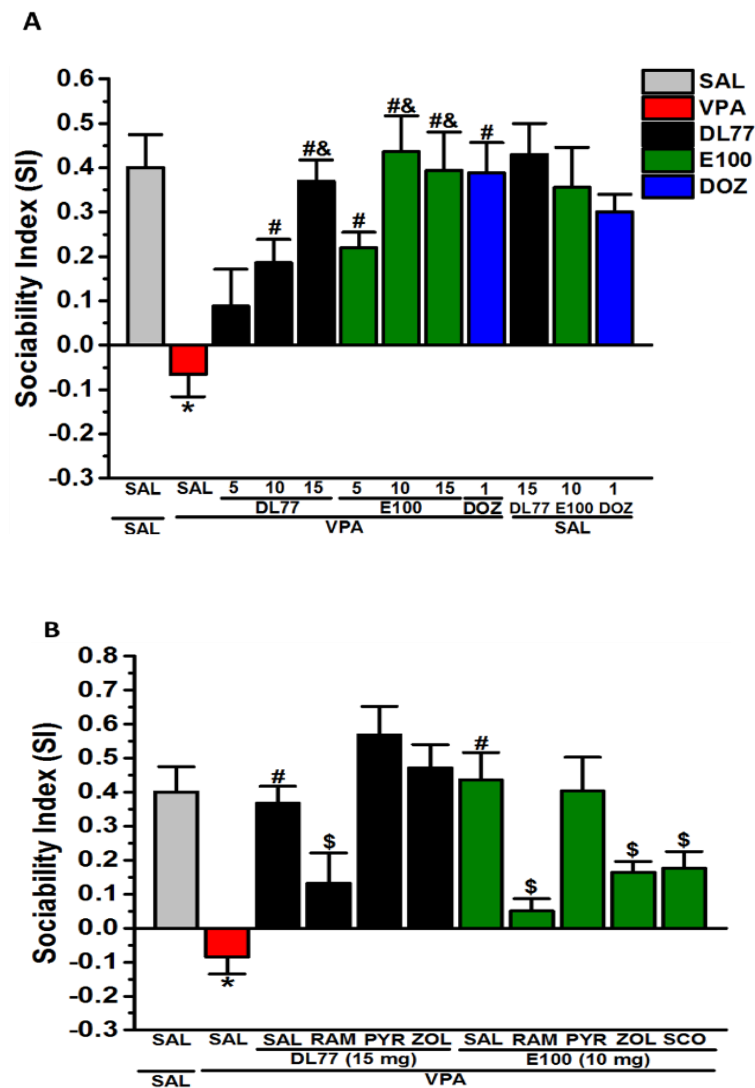 A
Sociability Index (SI)
0.6
0.5
0.4
0.3
0.2
0.1
0.0
-0.1
-0.2
-0.3
* # #& # #& #& #
SAL
VPA
DL77
E100
DOZ
SAL SAL 5 10 15 5 10 15 1 15 10 1
DL77 E100 DOZ DL77 E100 DOZ
SAL VPA SAL
B
Sociability Index (SI)
0.8
0.7
0.6
0.5
0.4
0.3
0.2
0.1
0.0
-0.1
-0.2
-0.3
* # $ # $ $ $
SAL SAL SAL RAM PYR ZOL SAL RAM PYR ZOL SCO
DL77 (15 mg) E100 (10 mg)
SAL VPA